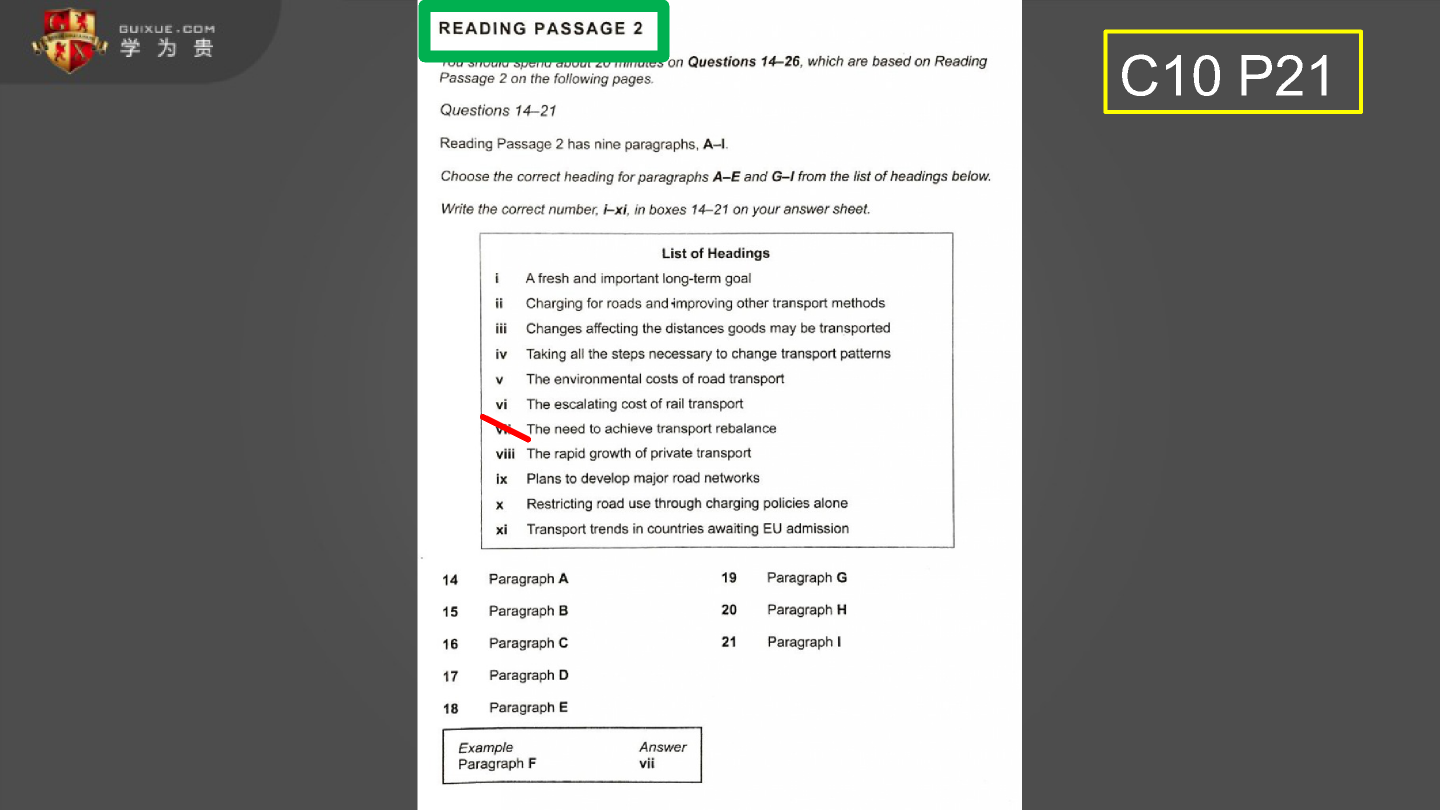 GUIXUE.COM
学为贵
C10 P21
READING PASSAGE 2
You should spend about 20 minutes on Questions 14–26, which are based on Reading
Passage 2 on the following pages.
Questions 14–21
Reading Passage 2 has nine paragraphs, A–I.
Choose the correct heading for paragraphs A–E and G–I from the list of headings below.
Write the correct number, i–xi, in boxes 14–21 on your answer sheet.
List of Headings
i A fresh and important long-term goal
ii Charging for roads and improving other transport methods
iii Changes affecting the distances goods may be transported
iv Taking all the steps necessary to change transport patterns
v The environmental costs of road transport
vi The escalating cost of rail transport
vii The need to achieve transport rebalance
viii The rapid growth of private transport
ix Plans to develop major road networks
x Restricting road use through charging policies alone
xi Transport trends in countries awaiting EU admission
14 Paragraph A
15 Paragraph B
16 Paragraph C
17 Paragraph D
18 Paragraph E
19 Paragraph G
20 Paragraph H
21 Paragraph I
Example Answer
Paragraph F vii